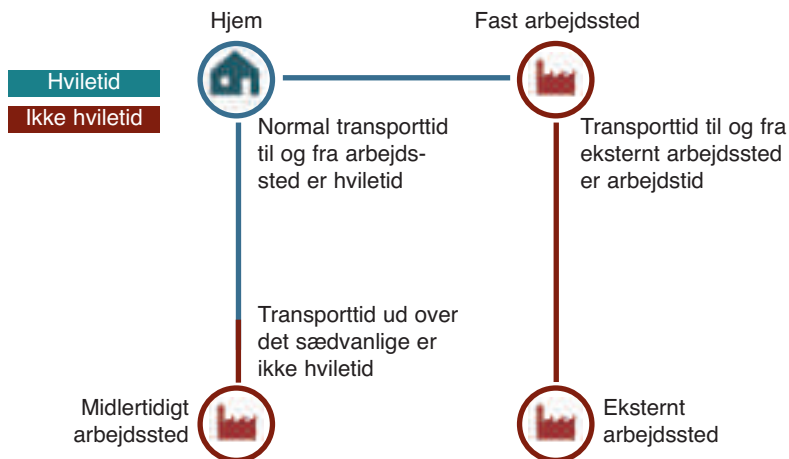 Hjem
Fast arbejdssted
Hviletid
Ikke hviletid
Normal transporttid
til og fra arbejds-
sted er hviletid
Transporttid til og fra
eksternt arbejdssted
er arbejdstid
Transporttid ud over
det sædvanlige er
ikke hviletid
Midlertidigt
arbejdssted
Eksternt
arbejdssted